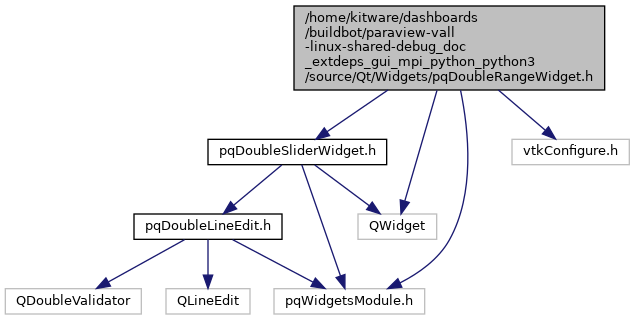 /home/kitware/dashboards
/buildbot/paraview-vall
-linux-shared-debug_doc
_extdeps_gui_mpi_python_python3
/source/Qt/Widgets/pqDoubleRangeWidget.h
pqDoubleSliderWidget.h
vtkConfigure.h
pqDoubleLineEdit.h
QWidget
QDoubleValidator
QLineEdit
pqWidgetsModule.h